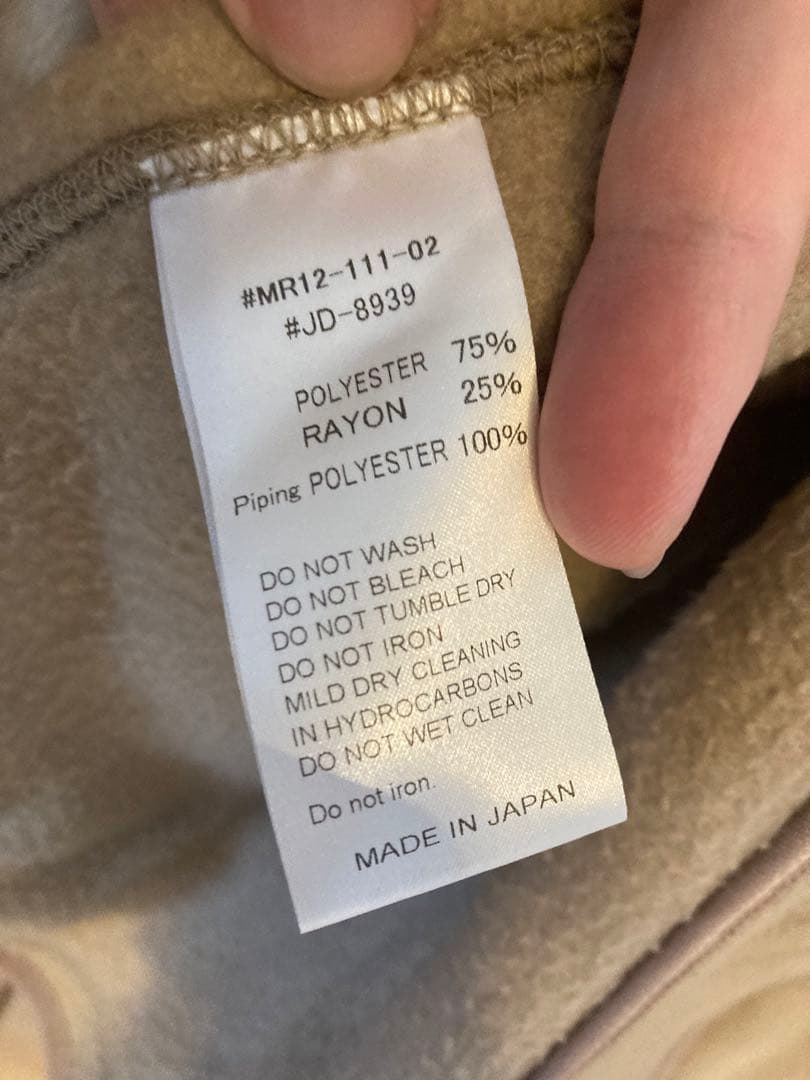 #MR12-111-02
#JD-8939
POLYESTER 75%
RAYON 25%
Piping POLYESTER 100%
DO NOT WASH
DO NOT BLEACH
DO NOT TUMBLE DRY
DO NOT IRON
MILD DRY CLEANING
IN HYDROCARBONS
DO NOT WET CLEAN
Do not iron.
MADE IN JAPAN